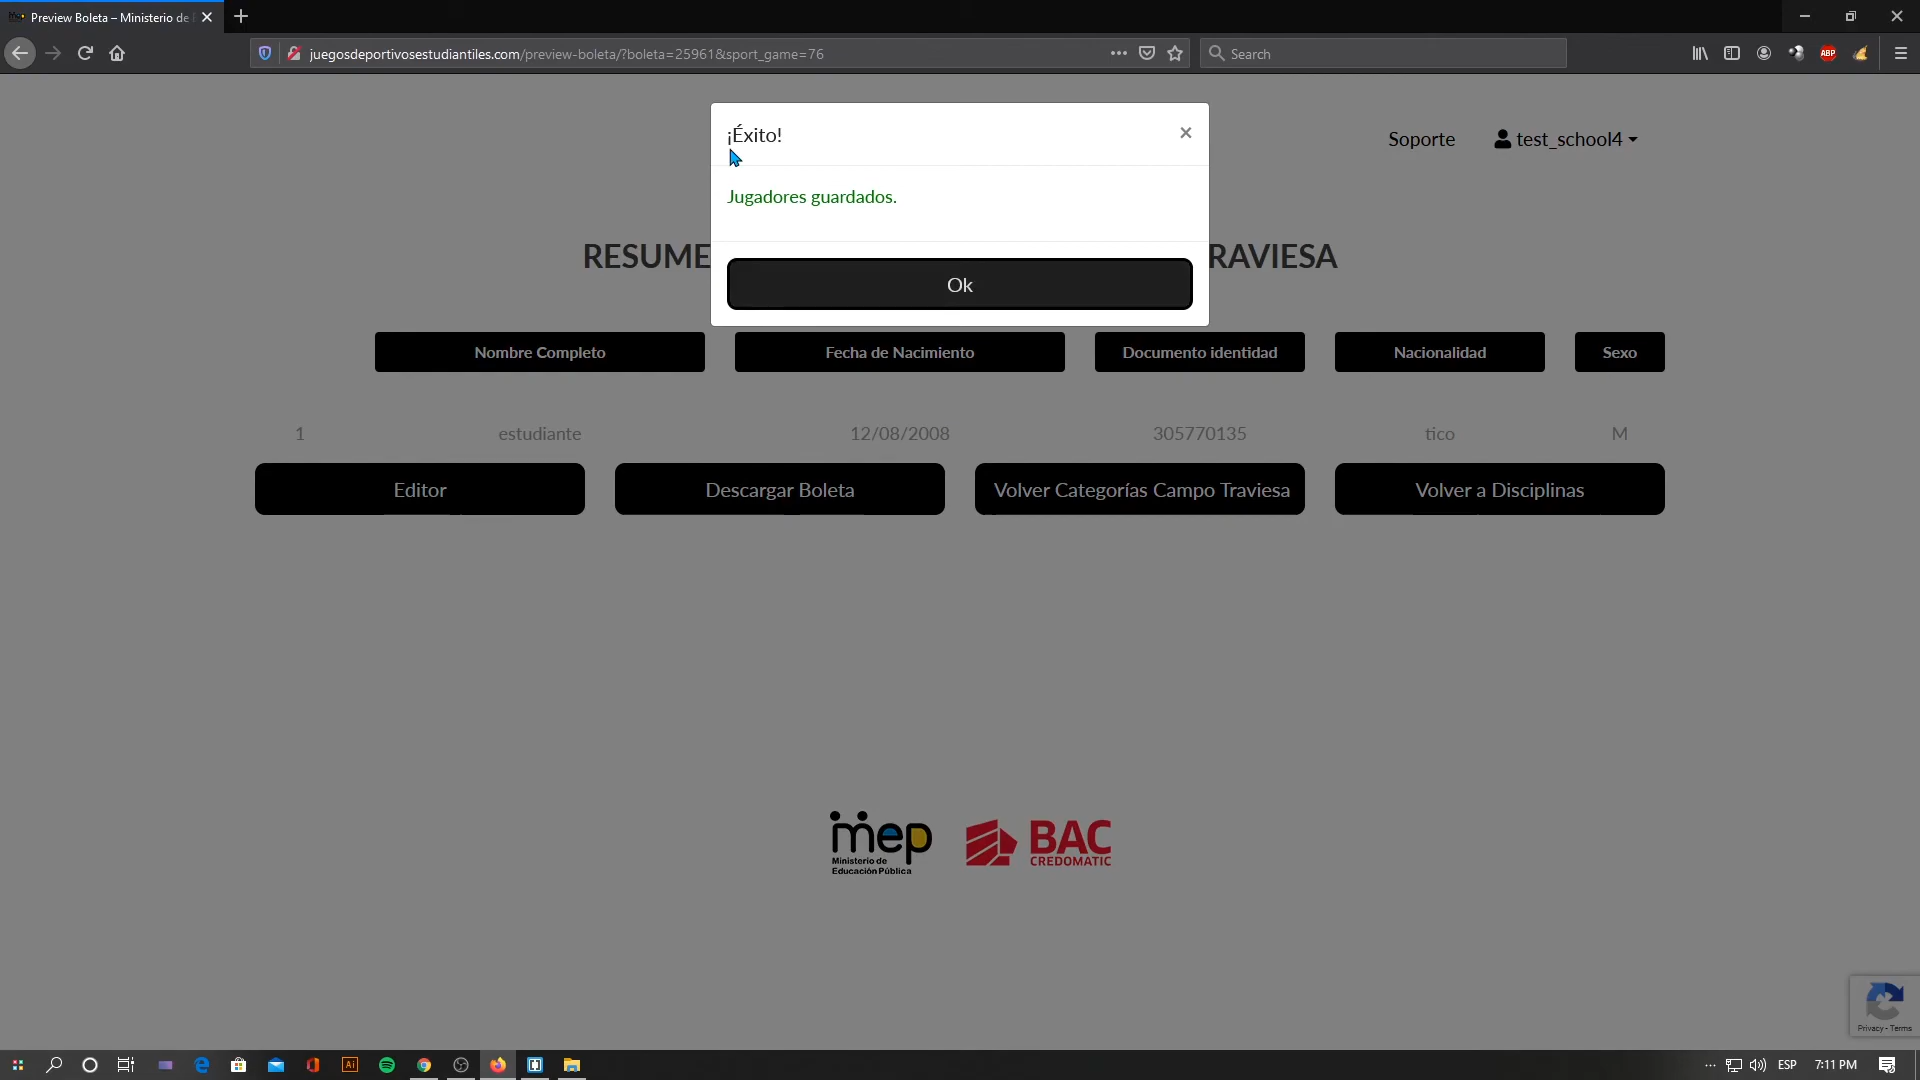 Preview Boleta – Ministerio de
juegosdeportivosestudiantiles.com/preview-boleta/?boleta=25961&sport_game=76
Search
ABP
¡Éxito!
Soporte
test_school4
Jugadores guardados.
RESUME
RAVIESA
Ok
Nombre Completo
Fecha de Nacimiento
Documento identidad
Nacionalidad
Sexo
1
estudiante
12/08/2008
305770135
tico
M
Editor
Descargar Boleta
Volver Categorías Campo Traviesa
Volver a Disciplinas
mep
Ministerio de
Educación Pública
BAC
CREDOMATIC
Privacy - Terms
Ai
ESP
7:11 PM